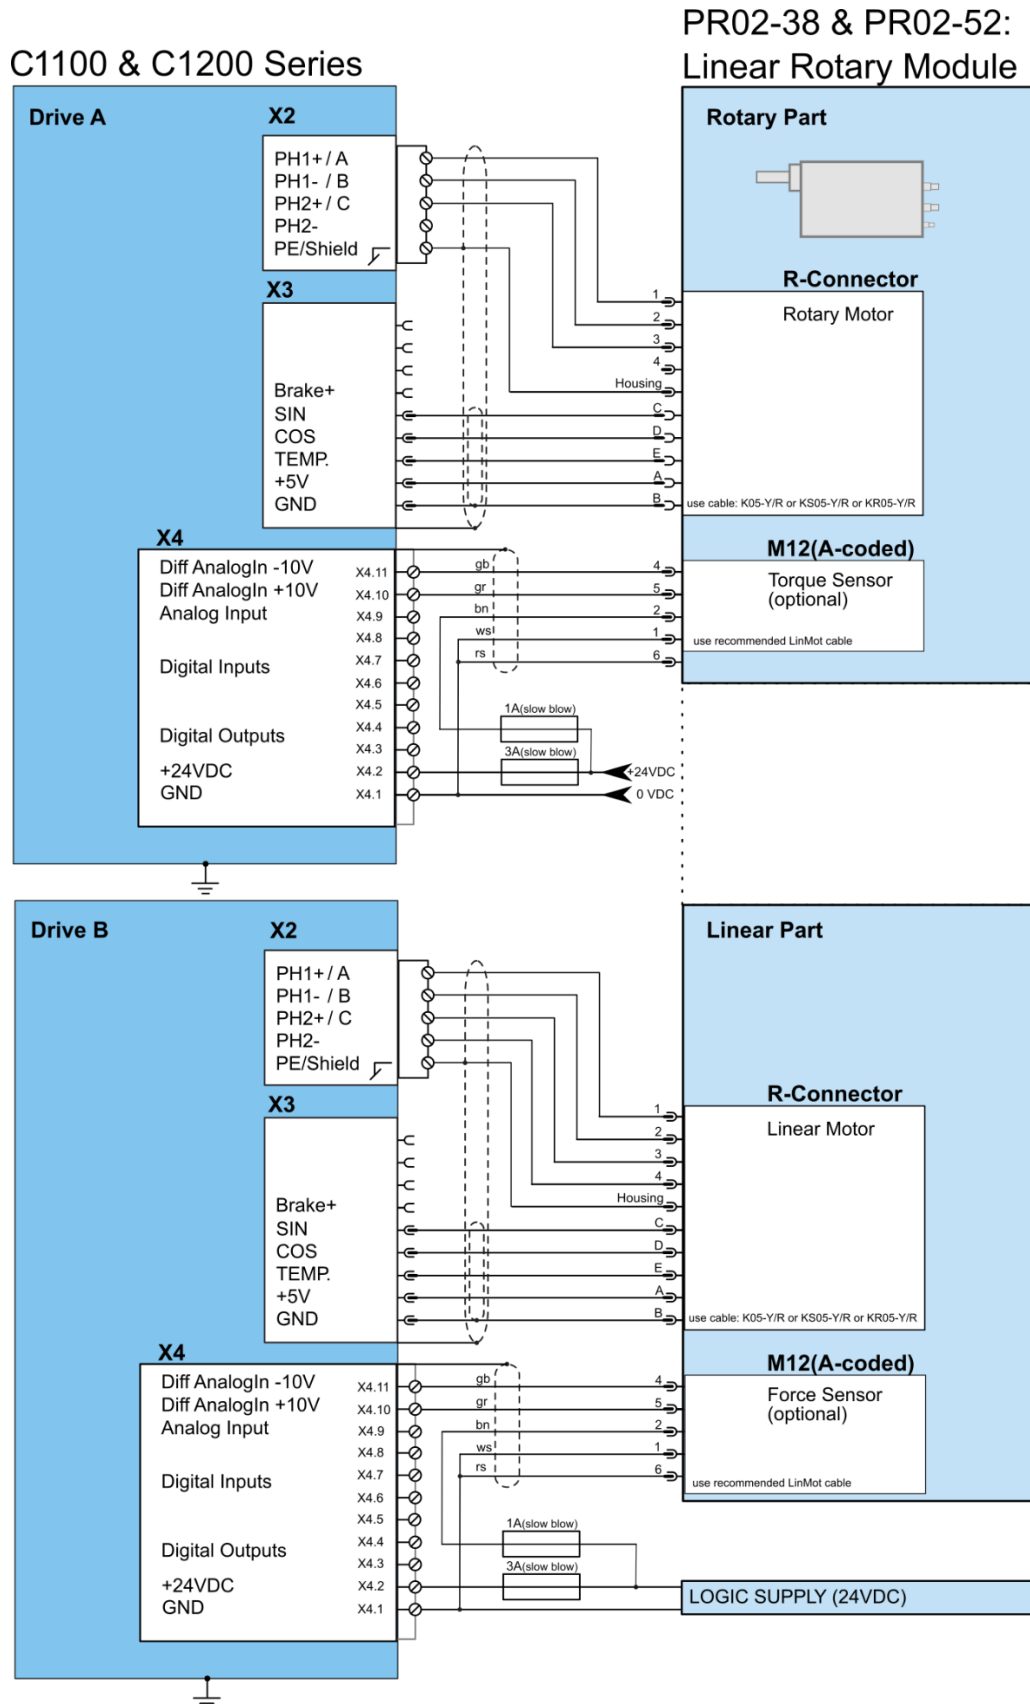 PR02-38 & PR02-52:
C1100 & C1200 Series
Linear Rotary Module
Drive A
X2
PH1+ / A
PH1- / B
PH2+ / C
PH2-
PE/Shield
X3
Brake+
SIN
COS
TEMP.
+5V
GND
X4
Diff AnalogIn -10V
Diff AnalogIn +10V
Analog Input
Digital Inputs
Digital Outputs
+24VDC
GND
X4.11
X4.10
X4.9
X4.8
X4.7
X4.6
X4.5
X4.4
X4.3
X4.2
X4.1
gb
gr
bn
ws
rs
1A(slow blow)
3A(slow blow)
+24VDC
0 VDC
1
2
3
4
Housing
C
D
E
A
B
4
5
2
1
6
Rotary Part
R-Connector
Rotary Motor
use cable: K05-Y/R or KS05-Y/R or KR05-Y/R
M12(A-coded)
Torque Sensor
(optional)
use recommended LinMot cable
Drive B
X2
PH1+ / A
PH1- / B
PH2+ / C
PH2-
PE/Shield
X3
Brake+
SIN
COS
TEMP.
+5V
GND
X4
Diff AnalogIn -10V
Diff AnalogIn +10V
Analog Input
Digital Inputs
Digital Outputs
+24VDC
GND
X4.11
X4.10
X4.9
X4.8
X4.7
X4.6
X4.5
X4.4
X4.3
X4.2
X4.1
gb
gr
bn
ws
rs
1A(slow blow)
3A(slow blow)
1
2
3
4
Housing
C
D
E
A
B
4
5
2
1
6
Linear Part
R-Connector
Linear Motor
use cable: K05-Y/R or KS05-Y/R or KR05-Y/R
M12(A-coded)
Force Sensor
(optional)
use recommended LinMot cable
LOGIC SUPPLY (24VDC)